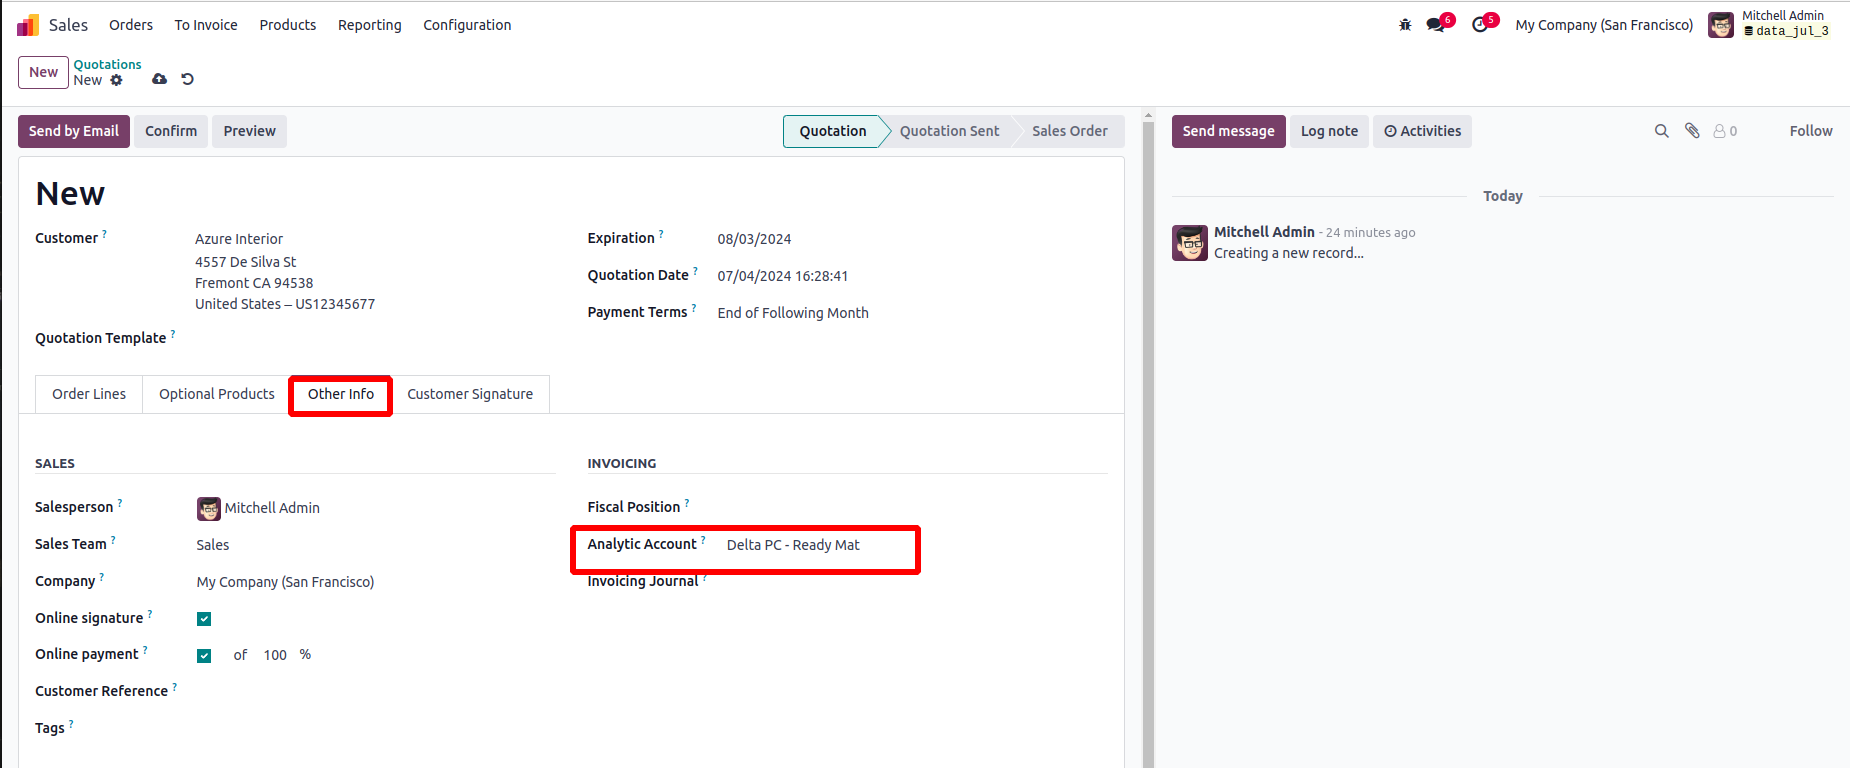 Sales Orders To Invoice Products Reporting Configuration
6 5 My Company (San Francisco) Mitchell Admin
data_jul_3
New Quotations
New
Send by Email Confirm Preview Quotation Quotation Sent Sales Order
Send message Log note Activities 0 Follow
New
Customer ? Azure Interior
4557 De Silva St
Fremont CA 94538
United States – US12345677
Quotation Template ?
Expiration ? 08/03/2024
Quotation Date ? 07/04/2024 16:28:41
Payment Terms ? End of Following Month
Today
Mitchell Admin - 24 minutes ago
Creating a new record...
Order Lines Optional Products Other Info Customer Signature
SALES
Salesperson ? Mitchell Admin
Sales Team ? Sales
Company ? My Company (San Francisco)
Online signature ?
Online payment ? of 100 %
Customer Reference ?
Tags ?
INVOICING
Fiscal Position ?
Analytic Account ? Delta PC - Ready Mat
Invoicing Journal ?